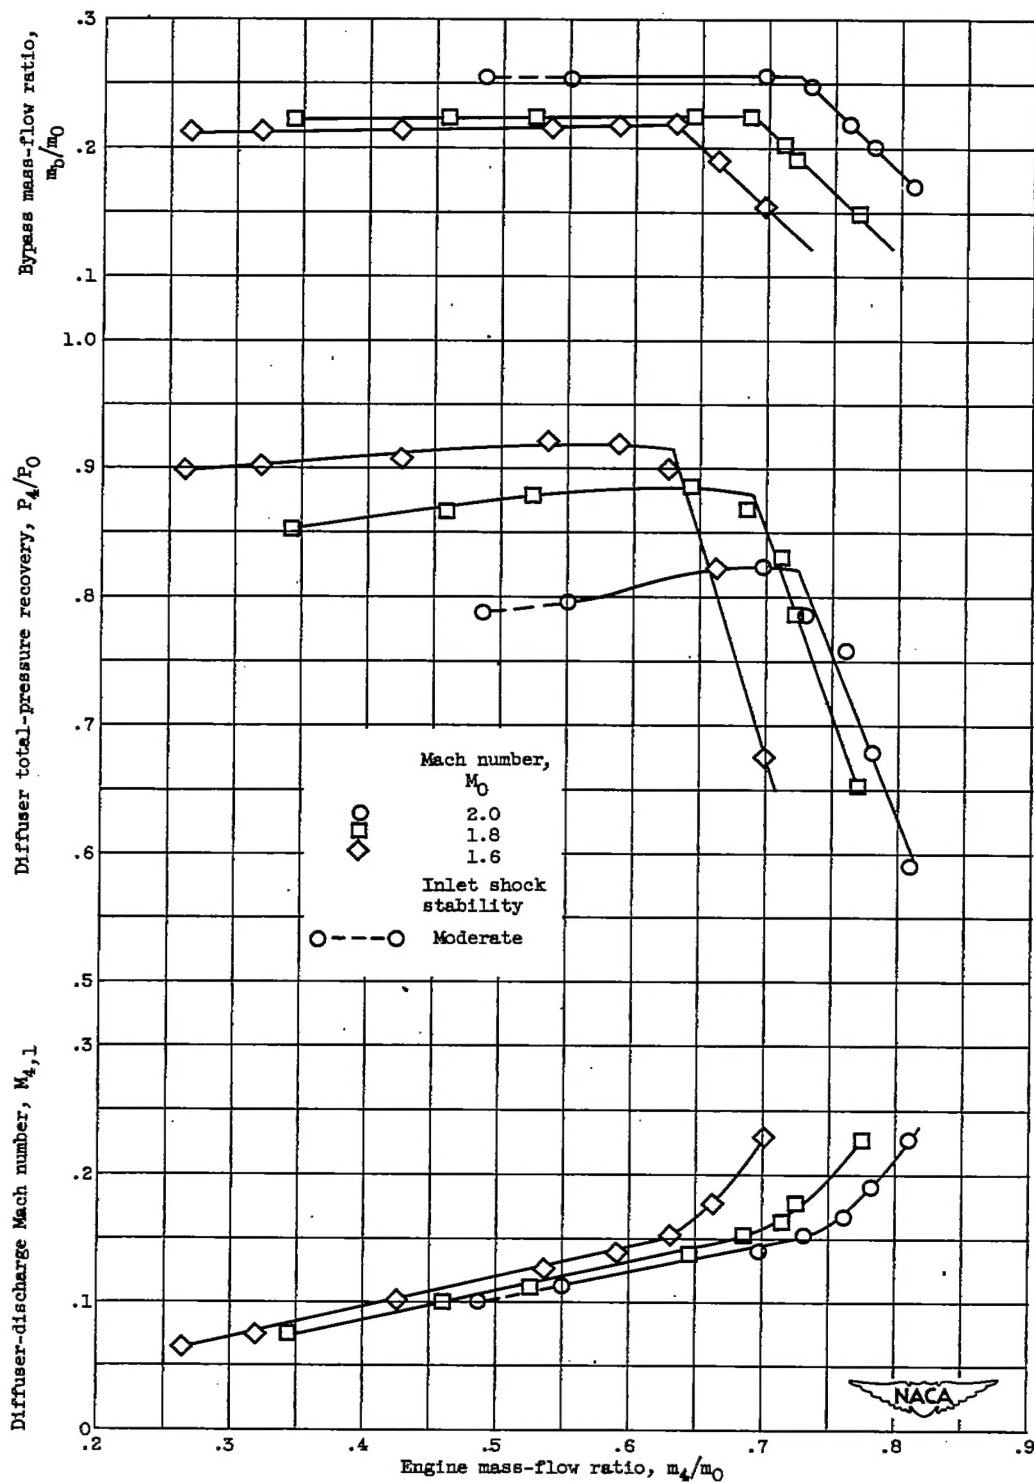 .3
Bypass mass-flow ratio,
m_b/m_0
.2
.1
1.0
Diffuser total-pressure recovery, P_4/P_0
.9
.8
.7
Mach number,
M_0
2.0
1.8
1.6
Inlet shock
stability
Moderate
.6
.5
Diffuser-discharge Mach number, M_4,1
.3
.2
.1
0
NACA
.2 .3 .4 .5 .6 .7 .8 .9
Engine mass-flow ratio, m_4/m_0